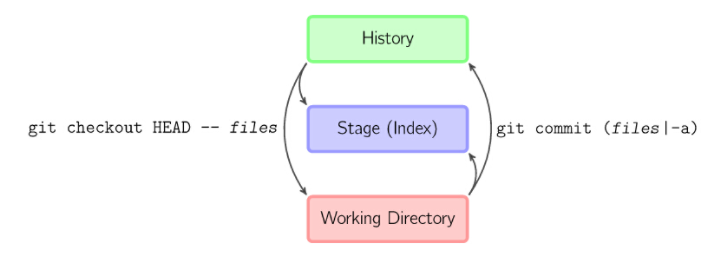 History
git checkout HEAD -- files
Stage (Index)
git commit (files|-a)
Working Directory